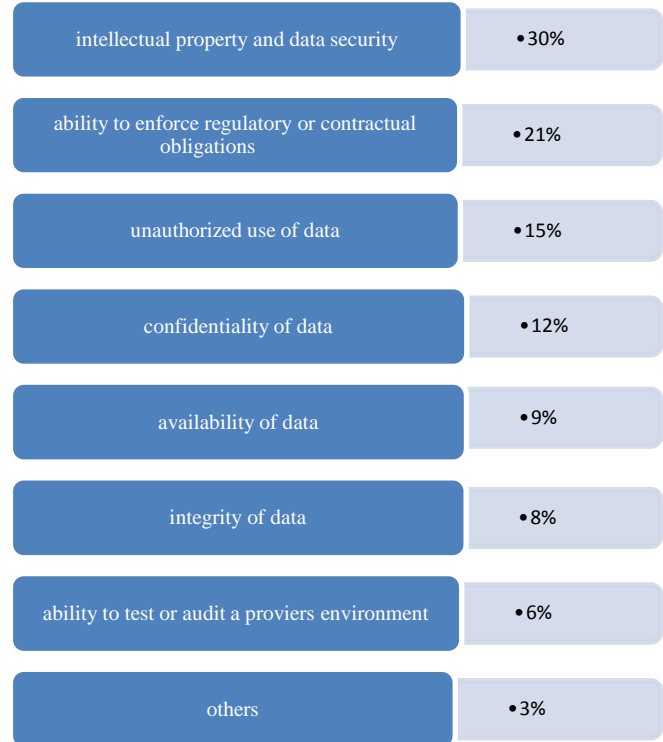 intellectual property and data security
•30%
ability to enforce regulatory or contractual
obligations
•21%
unauthorized use of data
•15%
confidentiality of data
•12%
availability of data
•9%
integrity of data
•8%
ability to test or audit a proviers environment
•6%
others
•3%